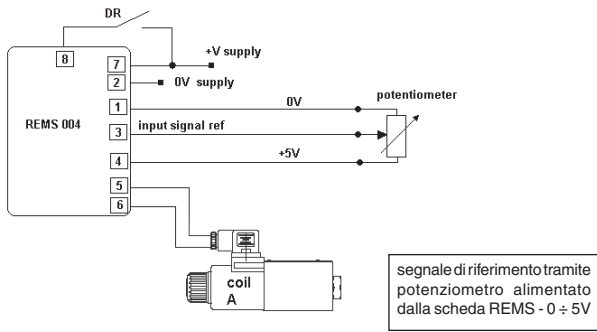 DR
8
7
+V supply
2
0V supply
1
0V
potentiometer
REMS 004
3
input signal ref
4
+5V
5
6
coil
A
segnale di riferimento tramite
potenziometro alimentato
dalla scheda REMS - 0 ÷ 5V